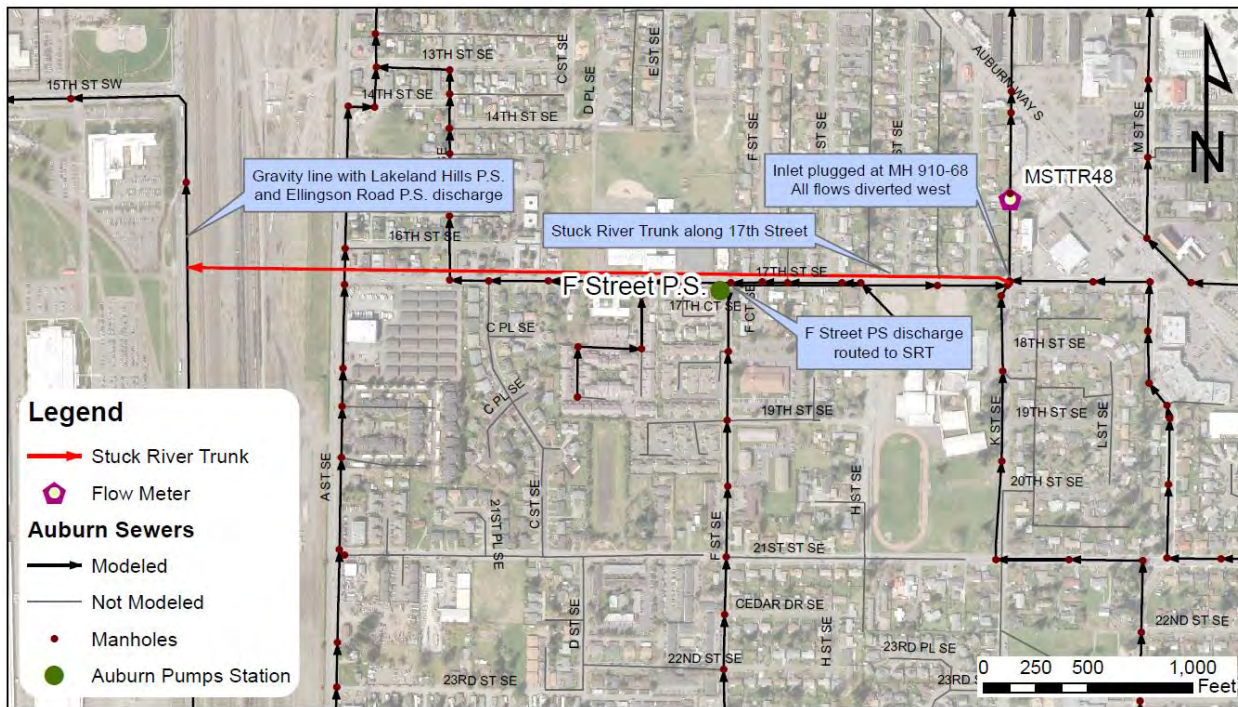 13TH ST SE
C ST SE
E ST SE
AUBURN WAY S
15TH ST SW
14TH ST SE
D PL SE
14TH ST SE
F ST SE
M ST SE
Gravity line with Lakeland Hills P.S.
and Ellingson Road P.S. discharge
Inlet plugged at MH 910-68
All flows diverted west
MSTTR48
16TH ST SE
Stuck River Trunk along 17th Street
17TH ST SE
F Street P.S.
17TH CT SE
F CT SE
C PL SE
F Street PS discharge
routed to SRT
18TH ST SE
C PL SE
19TH ST SE
K ST SE
19TH ST SE
L ST SE
A ST SE
C ST SE
H ST SE
20TH ST SE
21ST PL SE
F ST SE
21ST ST SE
CEDAR DR SE
D ST SE
H ST SE
22ND ST SE
22ND ST SE
23RD PL SE
23RD ST SE
23RD S
Legend
Stuck River Trunk
Flow Meter
Auburn Sewers
Modeled
Not Modeled
Manholes
Auburn Pumps Station
N
0 250 500 1,000
Feet